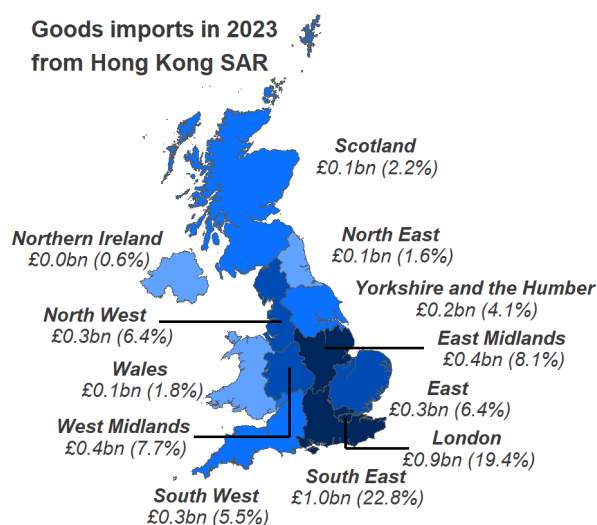 Goods imports in 2023
from Hong Kong SAR
Scotland
£0.1bn (2.2%)
Northern Ireland
£0.0bn (0.6%)
North East
£0.1bn (1.6%)
Yorkshire and the Humber
£0.2bn (4.1%)
North West
£0.3bn (6.4%)
East Midlands
£0.4bn (8.1%)
Wales
£0.1bn (1.8%)
East
£0.3bn (6.4%)
West Midlands
£0.4bn (7.7%)
London
£0.9bn (19.4%)
South East
£1.0bn (22.8%)
South West
£0.3bn (5.5%)